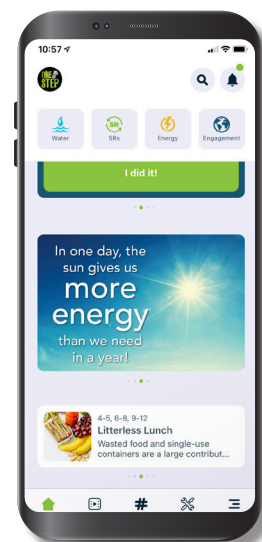 10:57
ONE STEP
Water
SRs
SR
Energy
Engagement
I did it!
In one day, the
sun gives us
more
energy
than we need
in a year!
4-5, 6-8, 9-12
Litterless Lunch
Wasted food and single-use
containers are a large contribut...
#